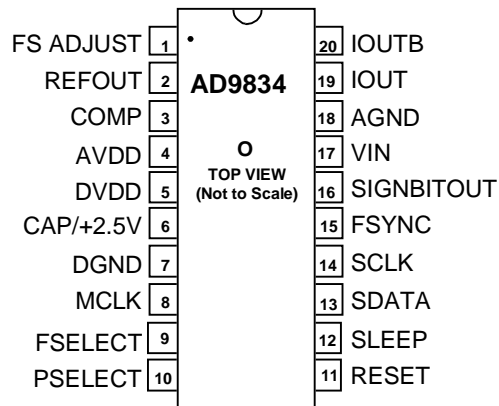 FS ADJUST 1
REFOUT 2
COMP 3
AVDD 4
DVDD 5
CAP/+2.5V 6
DGND 7
MCLK 8
FSELECT 9
PSELECT 10
AD9834
O
TOP VIEW
(Not to Scale)
20 IOUTB
19 IOUT
18 AGND
17 VIN
16 SIGNBITOUT
15 FSYNC
14 SCLK
13 SDATA
12 SLEEP
11 RESET